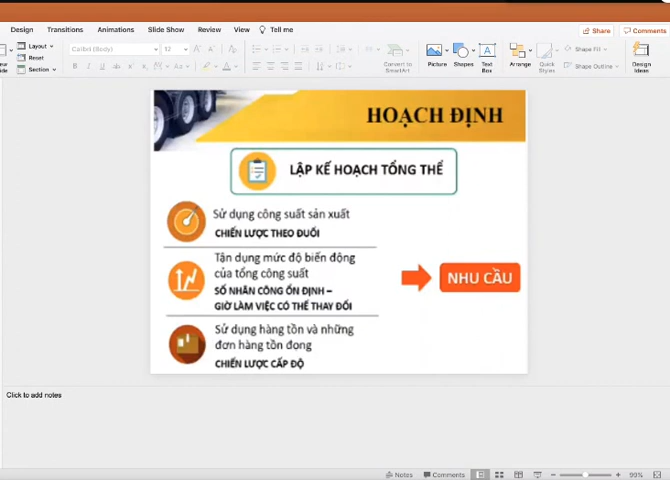 Design Transitions Animations Slide Show Review View Tell me Share Comments
Layout Calibri (Body) 12
Reset
Section
Convert to SmartArt
Picture Shapes Text Box Arrange Quick Styles Shape Fill Shape Outline Design Ideas
HOẠCH ĐỊNH
LẬP KẾ HOẠCH TỔNG THỂ
Sử dụng công suất sản xuất
CHIẾN LƯỢC THEO ĐUỔI
Tận dụng mức độ biến động
của tổng công suất
SỐ NHÂN CÔNG ỔN ĐỊNH –
GIỜ LÀM VIỆC CÓ THỂ THAY ĐỔI
NHU CẦU
Sử dụng hàng tồn và những
đơn hàng tồn đọng
CHIẾN LƯỢC CẤP ĐỘ
Click to add notes
Notes Comments 99%